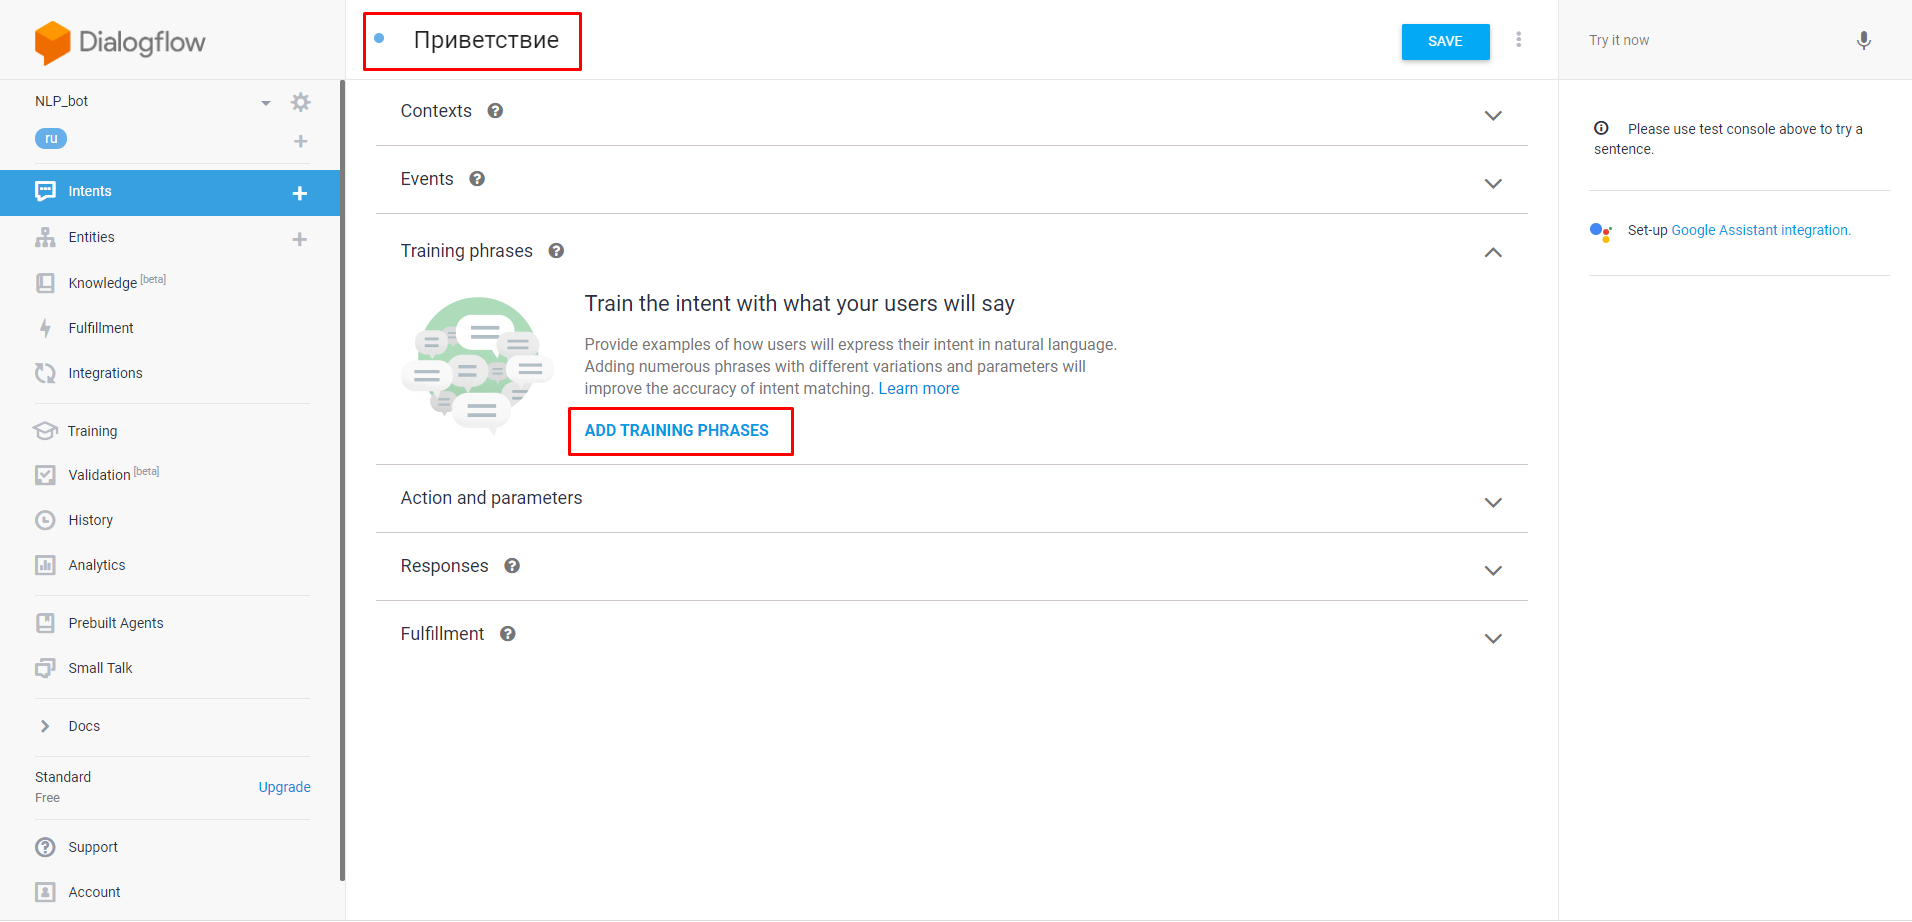 Dialogflow
NLP_bot
ru
Intents
Entities
Knowledge [beta]
Fulfillment
Integrations
Training
Validation [beta]
History
Analytics
Prebuilt Agents
Small Talk
Docs
Standard
Free
Upgrade
Support
Account
Приветствие
SAVE
Contexts
Events
Training phrases
Train the intent with what your users will say
Provide examples of how users will express their intent in natural language.
Adding numerous phrases with different variations and parameters will
improve the accuracy of intent matching. Learn more
ADD TRAINING PHRASES
Action and parameters
Responses
Fulfillment
Try it now
Please use test console above to try a
sentence.
Set-up Google Assistant integration.